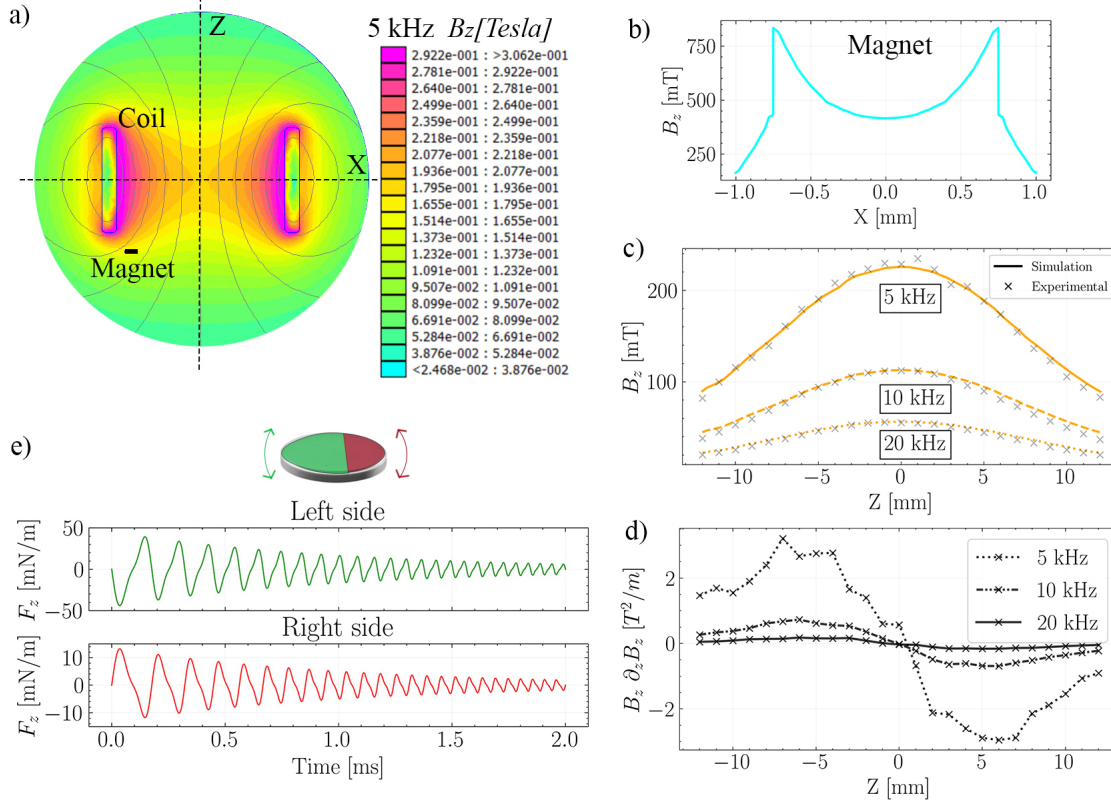 a)
5 kHz Bz[Tesla]
Z
X
Coil
Magnet
2.922e-001 : >3.062e-001
2.781e-001 : 2.922e-001
2.640e-001 : 2.781e-001
2.499e-001 : 2.640e-001
2.359e-001 : 2.499e-001
2.218e-001 : 2.359e-001
2.077e-001 : 2.218e-001
1.936e-001 : 2.077e-001
1.795e-001 : 1.936e-001
1.655e-001 : 1.795e-001
1.514e-001 : 1.655e-001
1.373e-001 : 1.514e-001
1.232e-001 : 1.373e-001
1.091e-001 : 1.232e-001
9.507e-002 : 1.091e-001
8.099e-002 : 9.507e-002
6.691e-002 : 8.099e-002
5.284e-002 : 6.691e-002
3.876e-002 : 5.284e-002
<2.468e-002 : 3.876e-002
b)
Magnet
B_z [mT]
750
500
250
−1.0 −0.5 0.0 0.5 1.0
X [mm]
c)
Simulation
Experimental
5 kHz
10 kHz
20 kHz
B_z [mT]
200
100
−10 −5 0 5 10
Z [mm]
d)
5 kHz
10 kHz
20 kHz
B_z ∂_zB_z [T²/m]
2
0
−2
−10 −5 0 5 10
Z [mm]
e)
Left side
F_z [mN/m]
50
0
−50
Right side
F_z [mN/m]
10
0
−10
0.0 0.5 1.0 1.5 2.0
Time [ms]